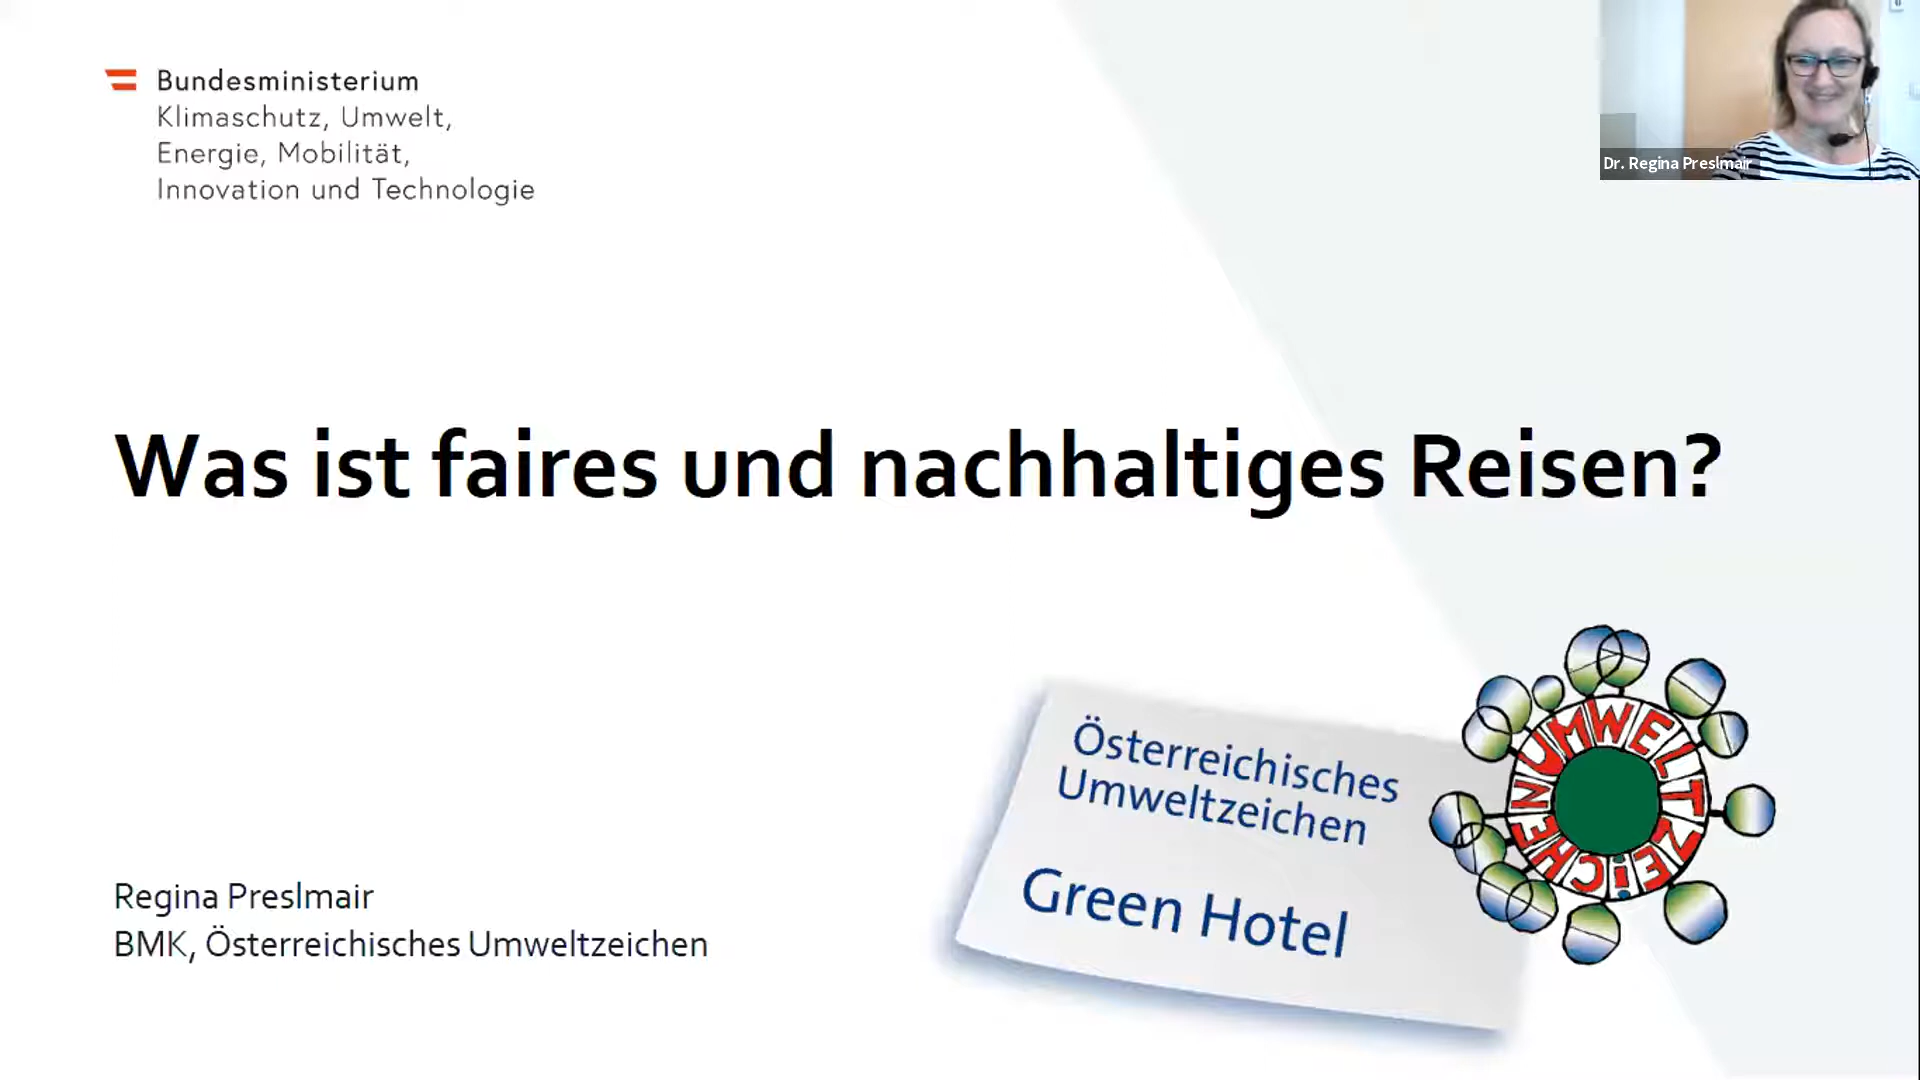 Bundesministerium
Klimaschutz, Umwelt,
Energie, Mobilität,
Innovation und Technologie
Dr. Regina Preslmair
Was ist faires und nachhaltiges Reisen?
Österreichisches
Umweltzeichen
Green Hotel
UMWELTZEiCHEN
Regina Preslmair
BMK, Österreichisches Umweltzeichen